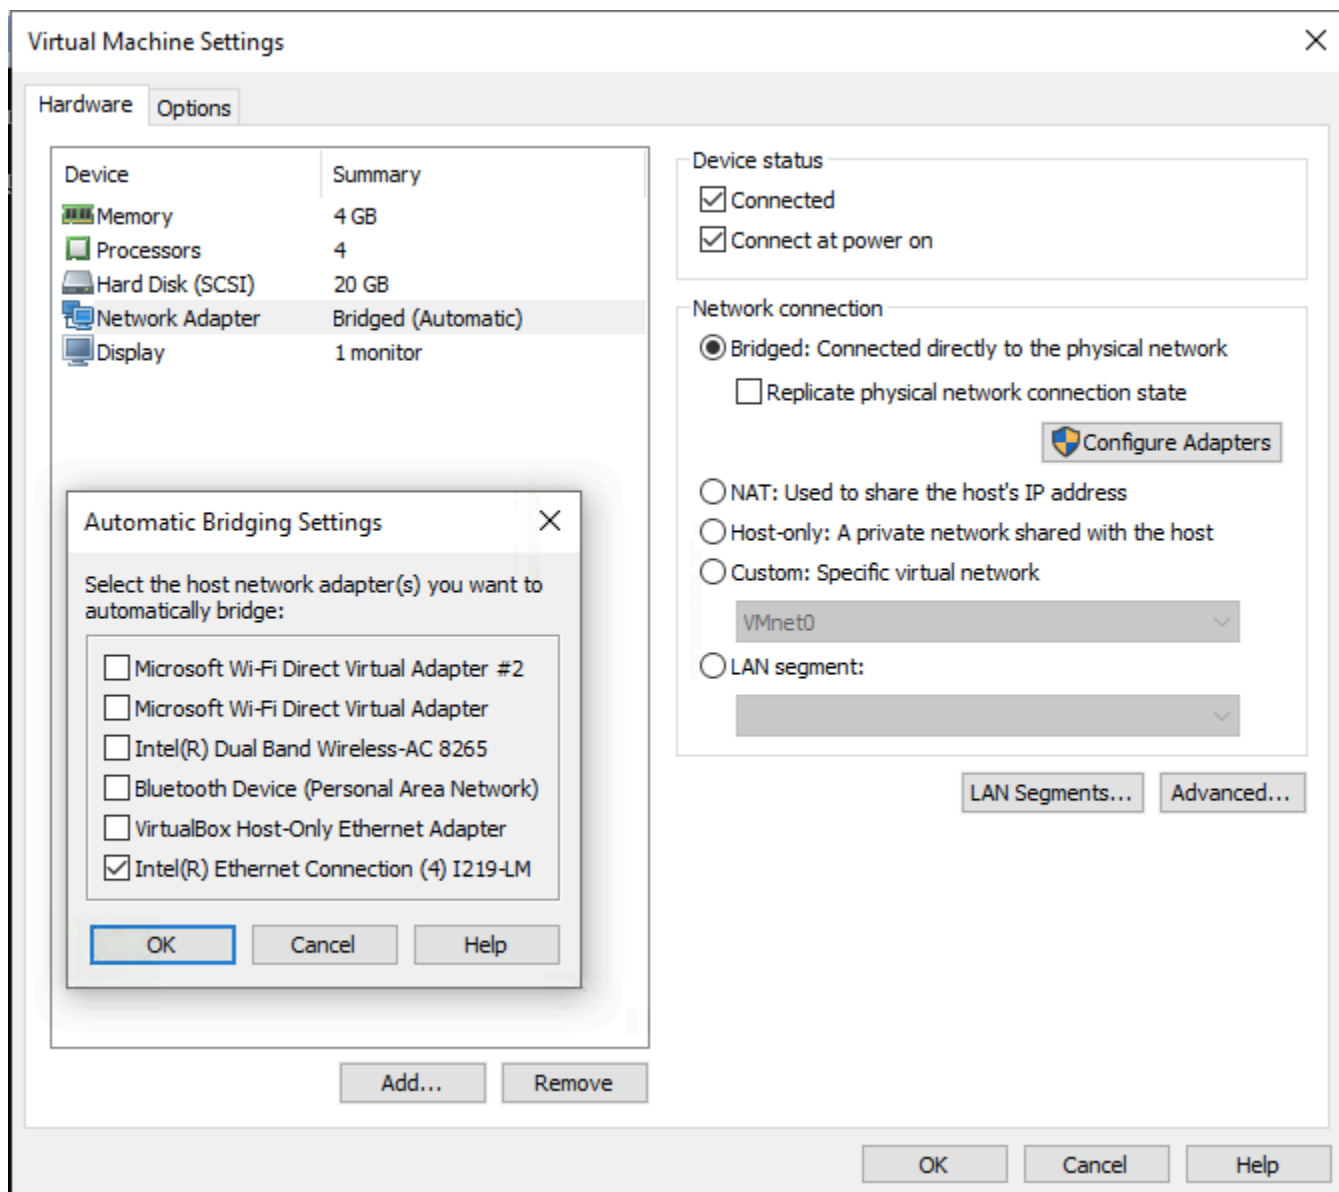 Virtual Machine Settings
Hardware
Options
Device Summary
Memory 4 GB
Processors 4
Hard Disk (SCSI) 20 GB
Network Adapter Bridged (Automatic)
Display 1 monitor
Automatic Bridging Settings
Select the host network adapter(s) you want to
automatically bridge:
Microsoft Wi-Fi Direct Virtual Adapter #2
Microsoft Wi-Fi Direct Virtual Adapter
Intel(R) Dual Band Wireless-AC 8265
Bluetooth Device (Personal Area Network)
VirtualBox Host-Only Ethernet Adapter
Intel(R) Ethernet Connection (4) I219-LM
OK Cancel Help
Add... Remove
Device status
Connected
Connect at power on
Network connection
Bridged: Connected directly to the physical network
Replicate physical network connection state
Configure Adapters
NAT: Used to share the host's IP address
Host-only: A private network shared with the host
Custom: Specific virtual network
VMnet0
LAN segment:
LAN Segments... Advanced...
OK Cancel Help